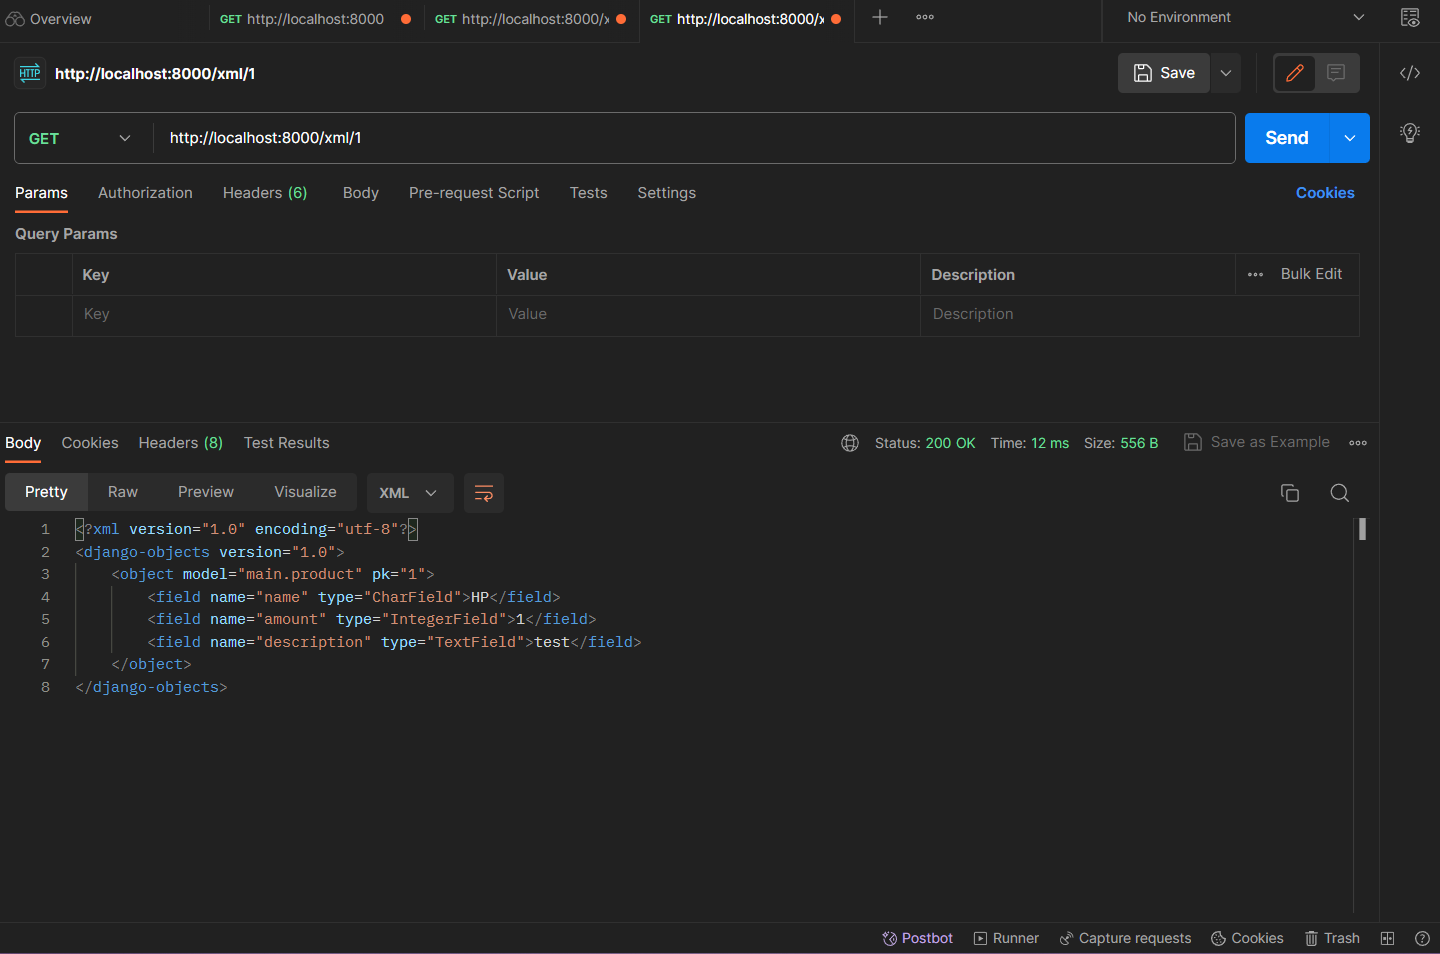 Overview
GET http://localhost:8000
GET http://localhost:8000/x
GET http://localhost:8000/x
No Environment
HTTP
http://localhost:8000/xml/1
Save
GET
http://localhost:8000/xml/1
Send
Params Authorization Headers (6) Body Pre-request Script Tests Settings Cookies
Query Params
Key Value Description Bulk Edit
Key Value Description
Body Cookies Headers (8) Test Results Status: 200 OK Time: 12 ms Size: 556 B Save as Example
Pretty Raw Preview Visualize XML
1 <?xml version="1.0" encoding="utf-8"?>
2 <django-objects version="1.0">
3 <object model="main.product" pk="1">
4 <field name="name" type="CharField">HP</field>
5 <field name="amount" type="IntegerField">1</field>
6 <field name="description" type="TextField">test</field>
7 </object>
8 </django-objects>
Postbot Runner Capture requests Cookies Trash